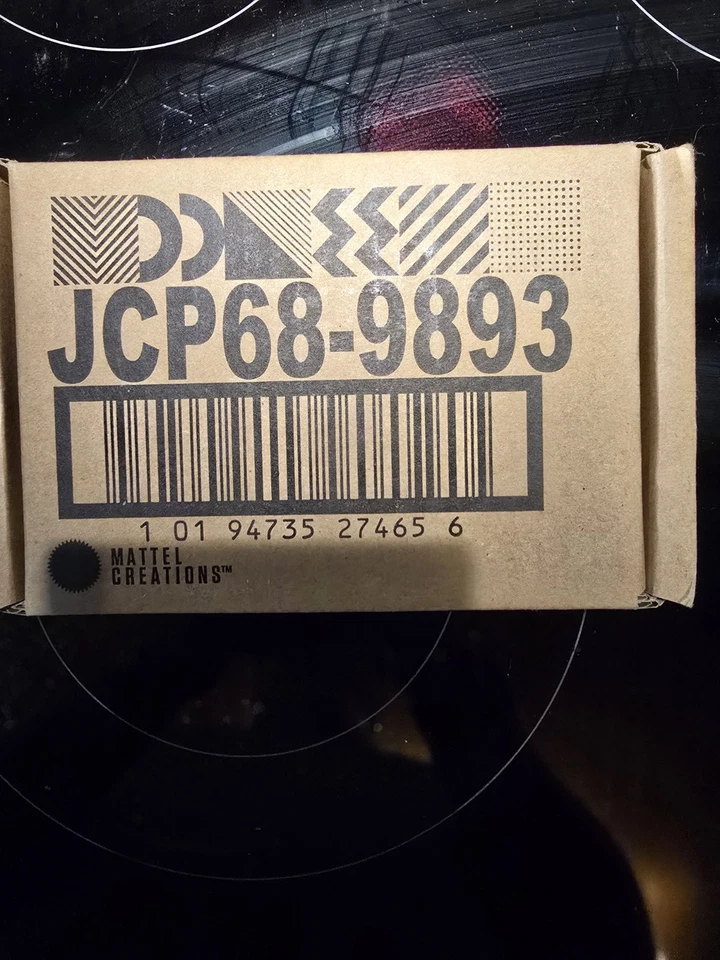 JCP68-9893
1 01 94735 27465 6
MATTEL
CREATIONS™